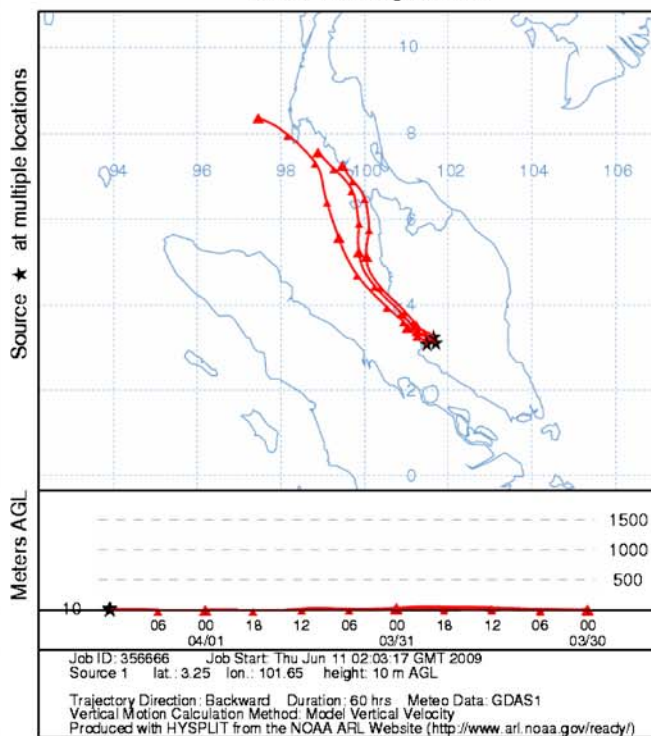 Source ★ at multiple locations
10
8
94 96 98 100 102 104 106
6
4
2
0
Meters AGL
1500
1000
500
10
06 00 18 12 06 00 18 12 06 00
04/01 03/31 03/30
Job ID: 356666 Job Start: Thu Jun 11 02:03:17 GMT 2009
Source 1 lat.: 3.25 lon.: 101.65 height: 10 m AGL
Trajectory Direction: Backward Duration: 60 hrs Meteo Data: GDAS1
Vertical Motion Calculation Method: Model Vertical Velocity
Produced with HYSPLIT from the NOAA ARL Website (http://www.arl.noaa.gov/ready/)